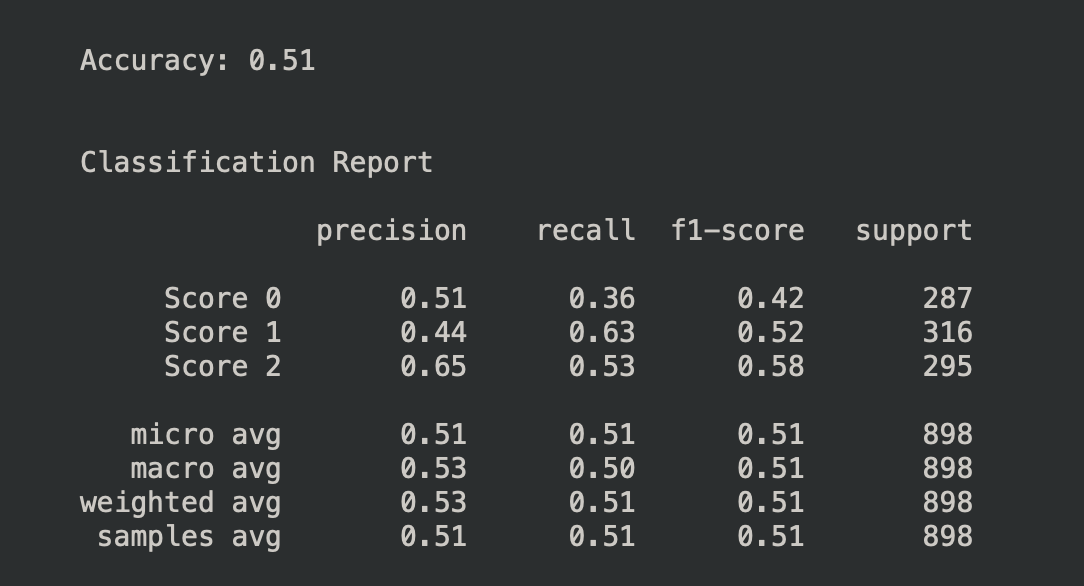 Accuracy: 0.51
Classification Report
precision recall f1-score support
Score 0 0.51 0.36 0.42 287
Score 1 0.44 0.63 0.52 316
Score 2 0.65 0.53 0.58 295
micro avg 0.51 0.51 0.51 898
macro avg 0.53 0.50 0.51 898
weighted avg 0.53 0.51 0.51 898
samples avg 0.51 0.51 0.51 898